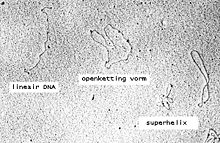 lineair DNA
openketting vorm
superhelix